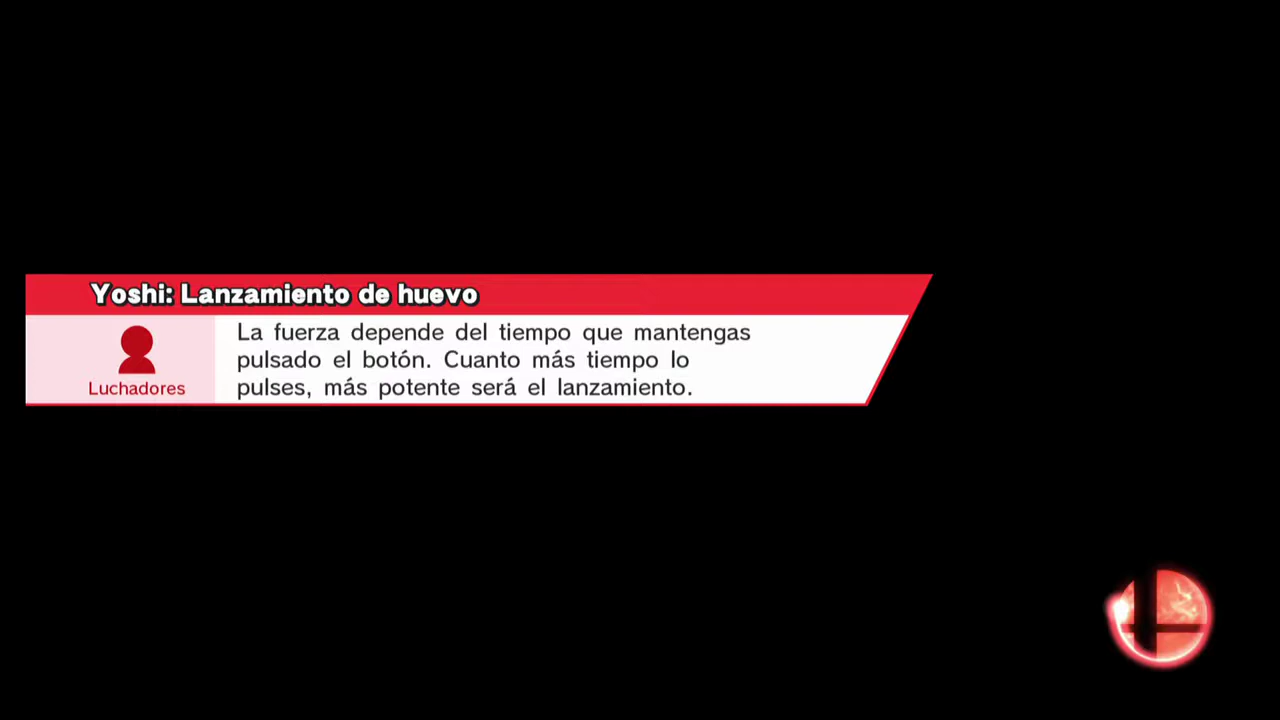 Yoshi: Lanzamiento de huevo
Luchadores
La fuerza depende del tiempo que mantengas
pulsado el botón. Cuanto más tiempo lo
pulses, más potente será el lanzamiento.